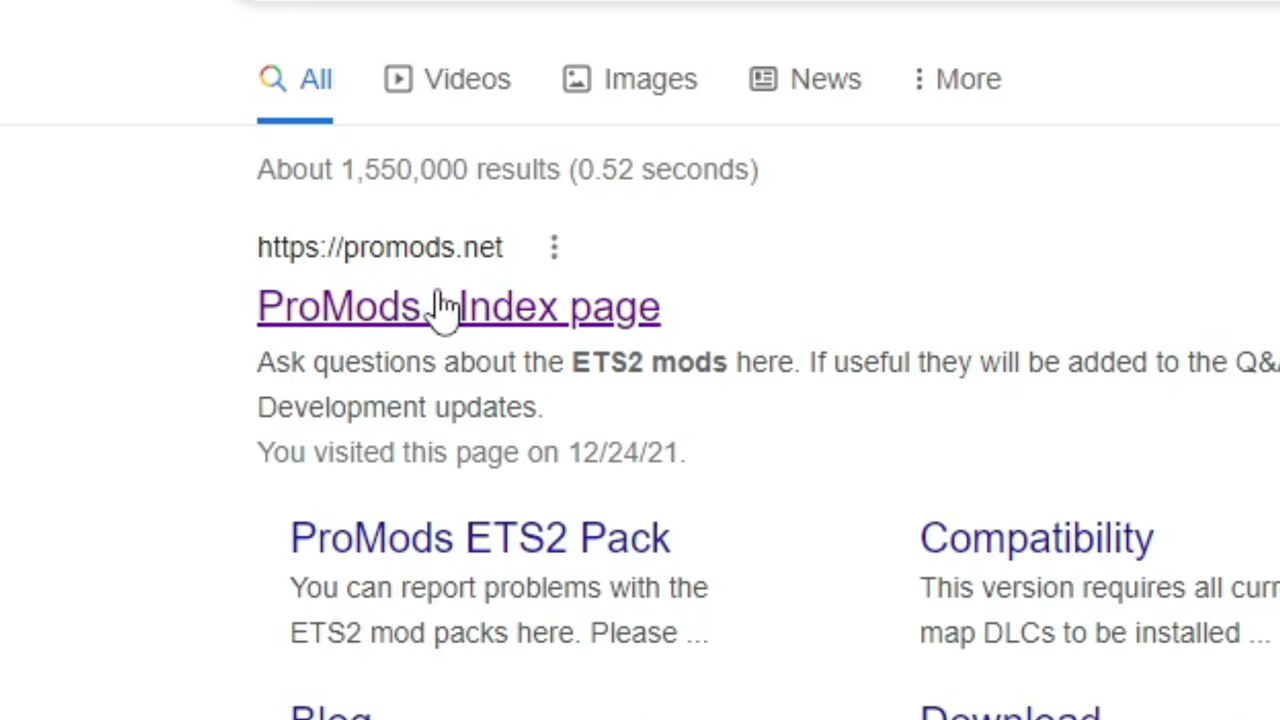 All Videos Images News More
About 1,550,000 results (0.52 seconds)
https://promods.net
ProMods Index page
Ask questions about the ETS2 mods here. If useful they will be added to the
Development updates.
You visited this page on 12/24/21.
ProMods ETS2 Pack Compatibility
You can report problems with the This version requires all
ETS2 mod packs here. Please ... map DLCs to be installed ...
Blog Download